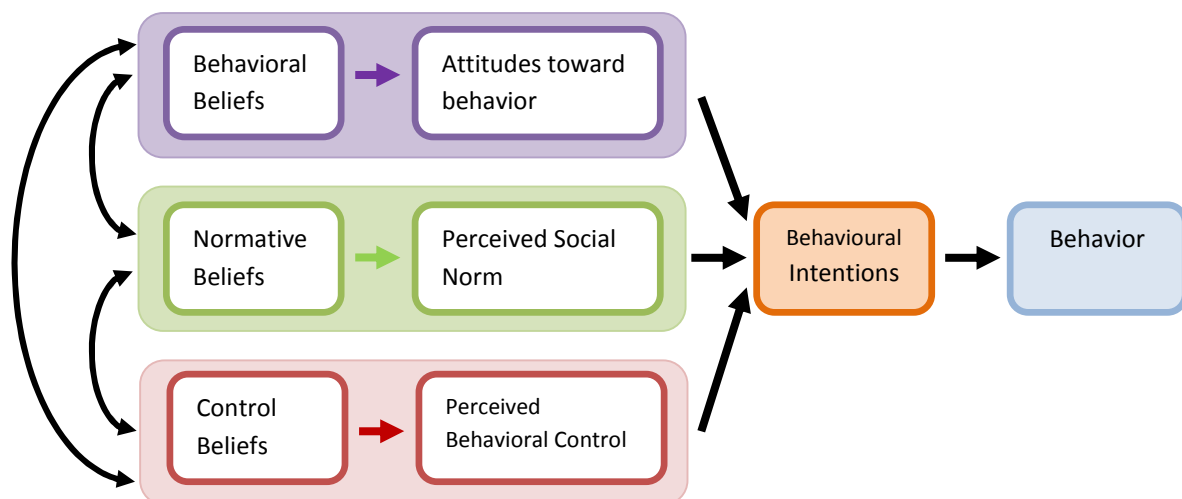 Behavioral
Beliefs
Attitudes toward
behavior
Normative
Beliefs
Perceived Social
Norm
Control
Beliefs
Perceived
Behavioral Control
Behavioural
Intentions
Behavior